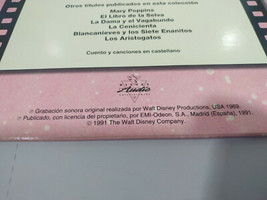 Otros títulos publicados en esta colección
Mary Poppins
El Libro de la Selva
La Dama y el Vagabundo
La Cenicienta
Blancanieves y los Siete Enanitos
Los Aristogatos
Cuento y canciones en castellano
Audio
℗ Grabación sonora original realizada por Walt Disney Productions, USA 1969.
℗ Publicado, con licencia del propietario, por EMI-Odeon, S.A., Madrid (España), 1991.
© 1991 The Walt Disney Company.